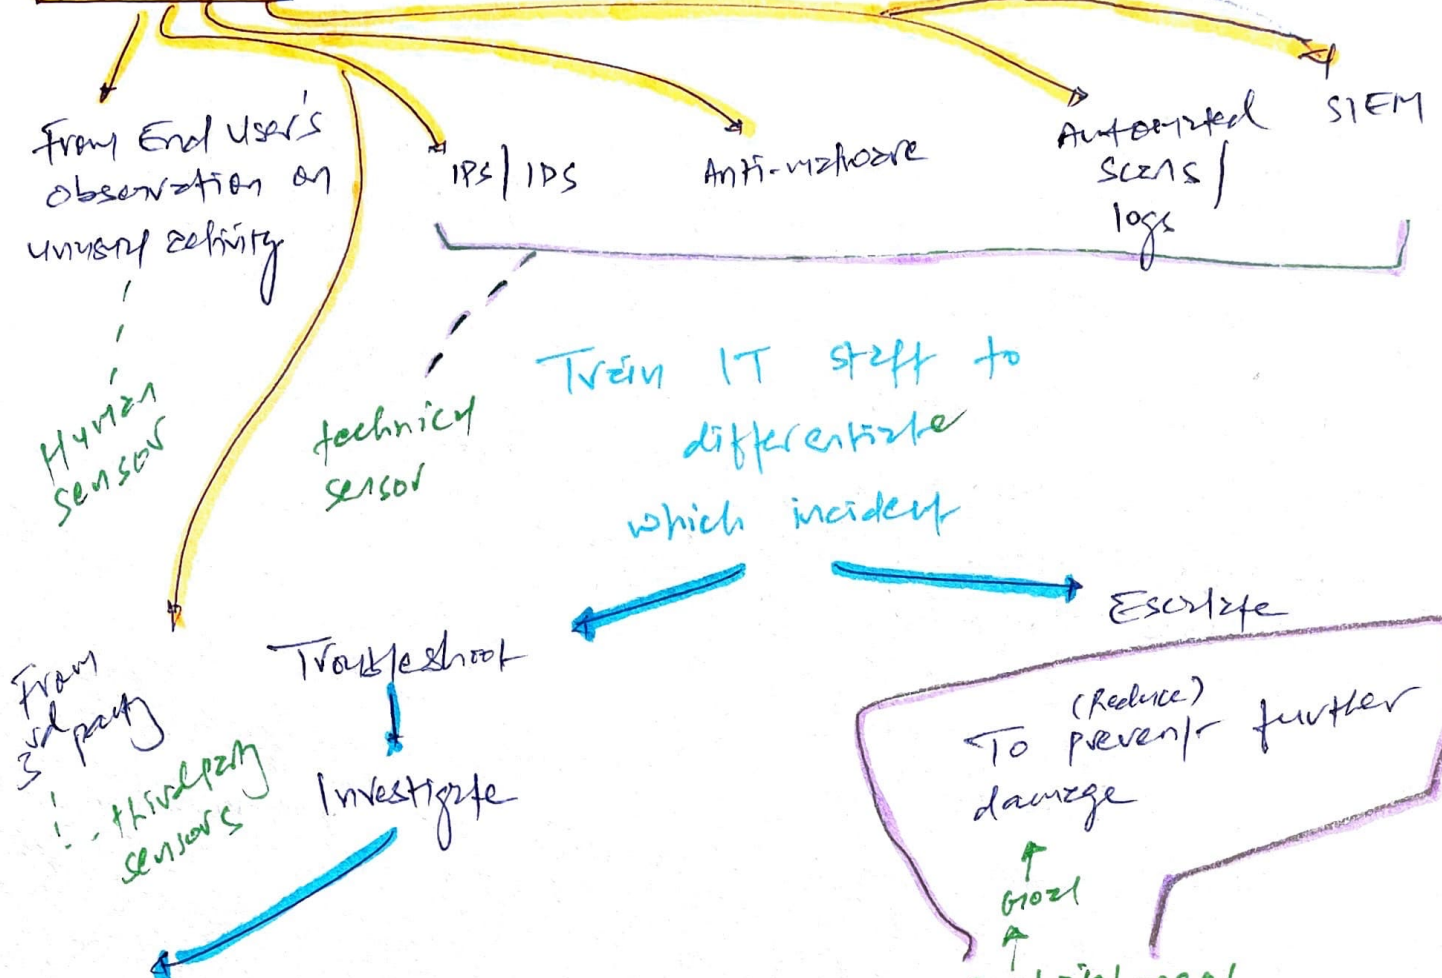 From End User's
observation on
unusual activity
IPS/IDS
Anti-malware
Automated
scans/
logs
SIEM
Human
sensor
technical
sensor
Train IT staff to
differentiate
which incident
Troubleshoot
Escalate
From
3rd party
third party
sensors
Investigate
(Reduce)
To prevent further
damage
Goal